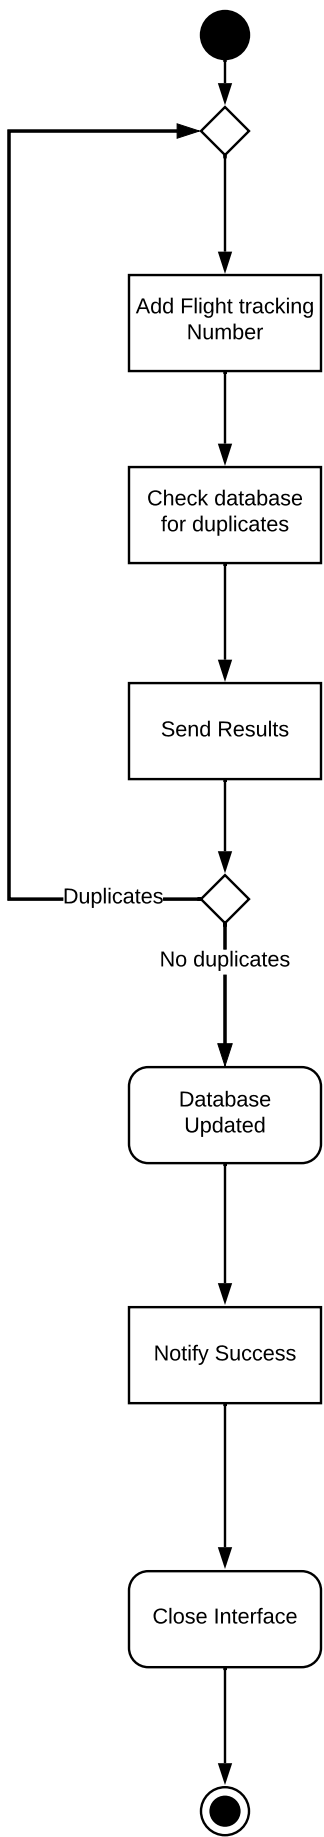 Add Flight tracking
Number
Check database
for duplicates
Send Results
Duplicates
No duplicates
Database
Updated
Notify Success
Close Interface